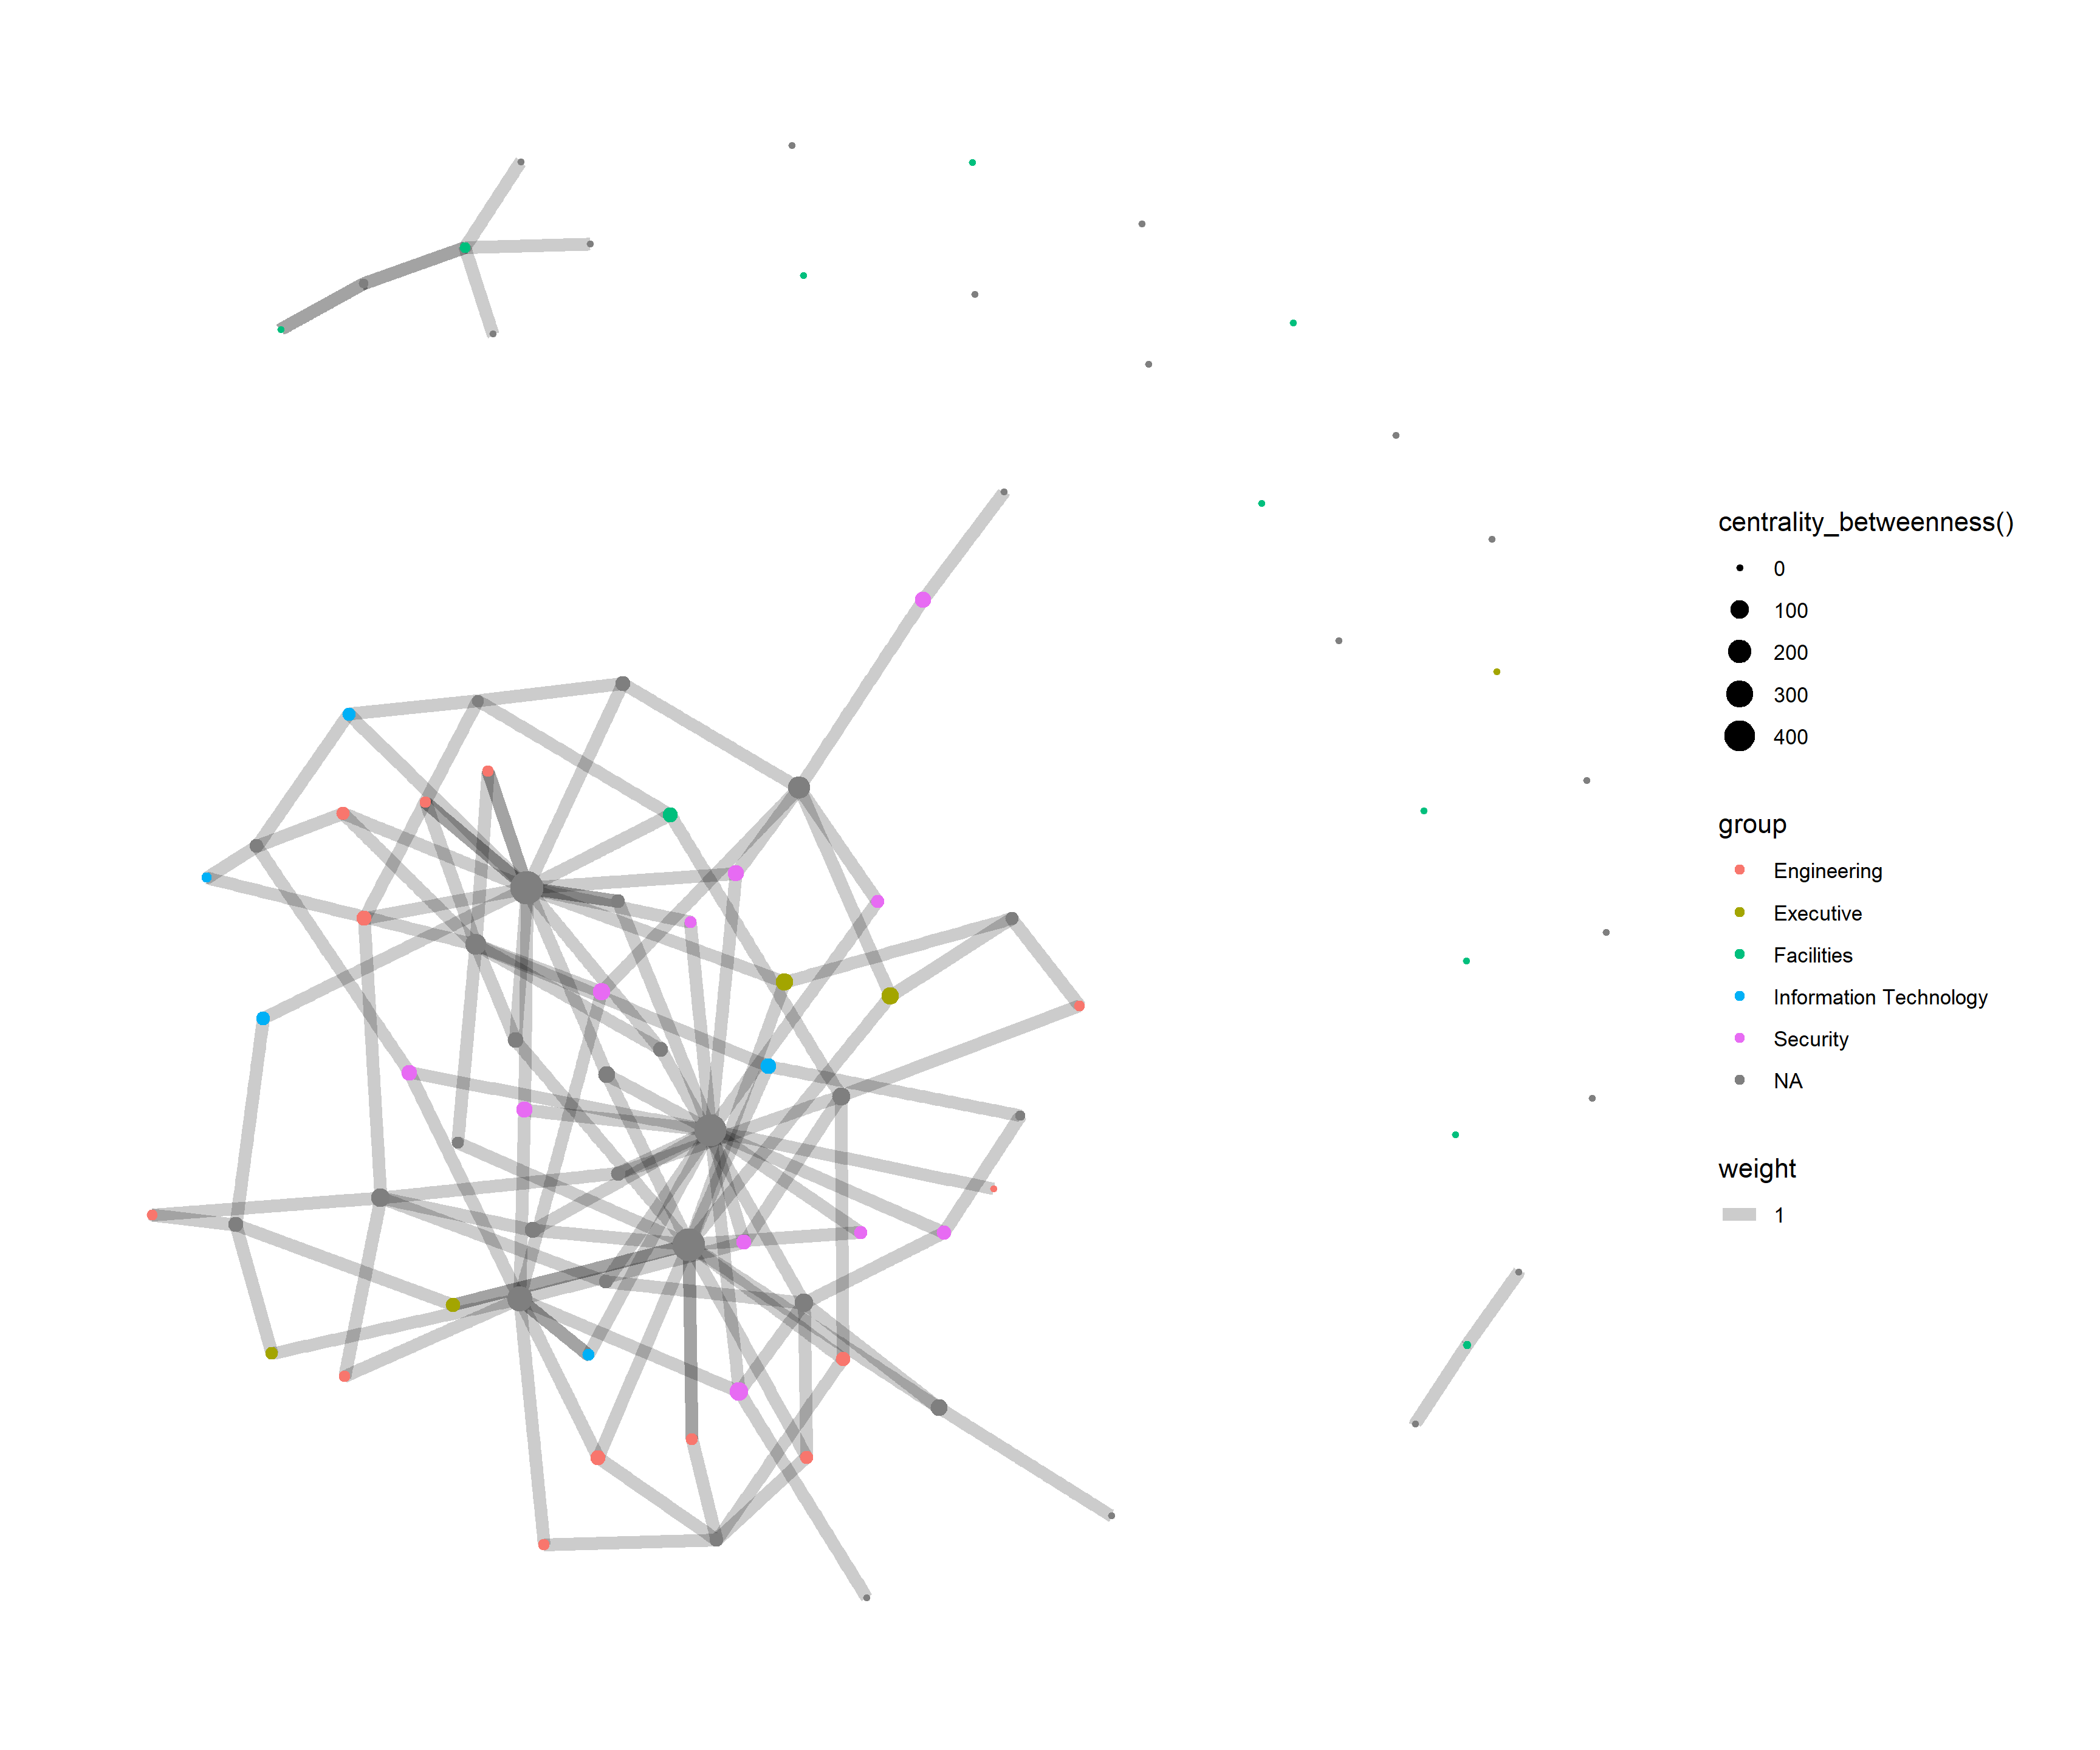 centrality_betweenness()
0
100
200
300
400
group
Engineering
Executive
Facilities
Information Technology
Security
NA
weight
1